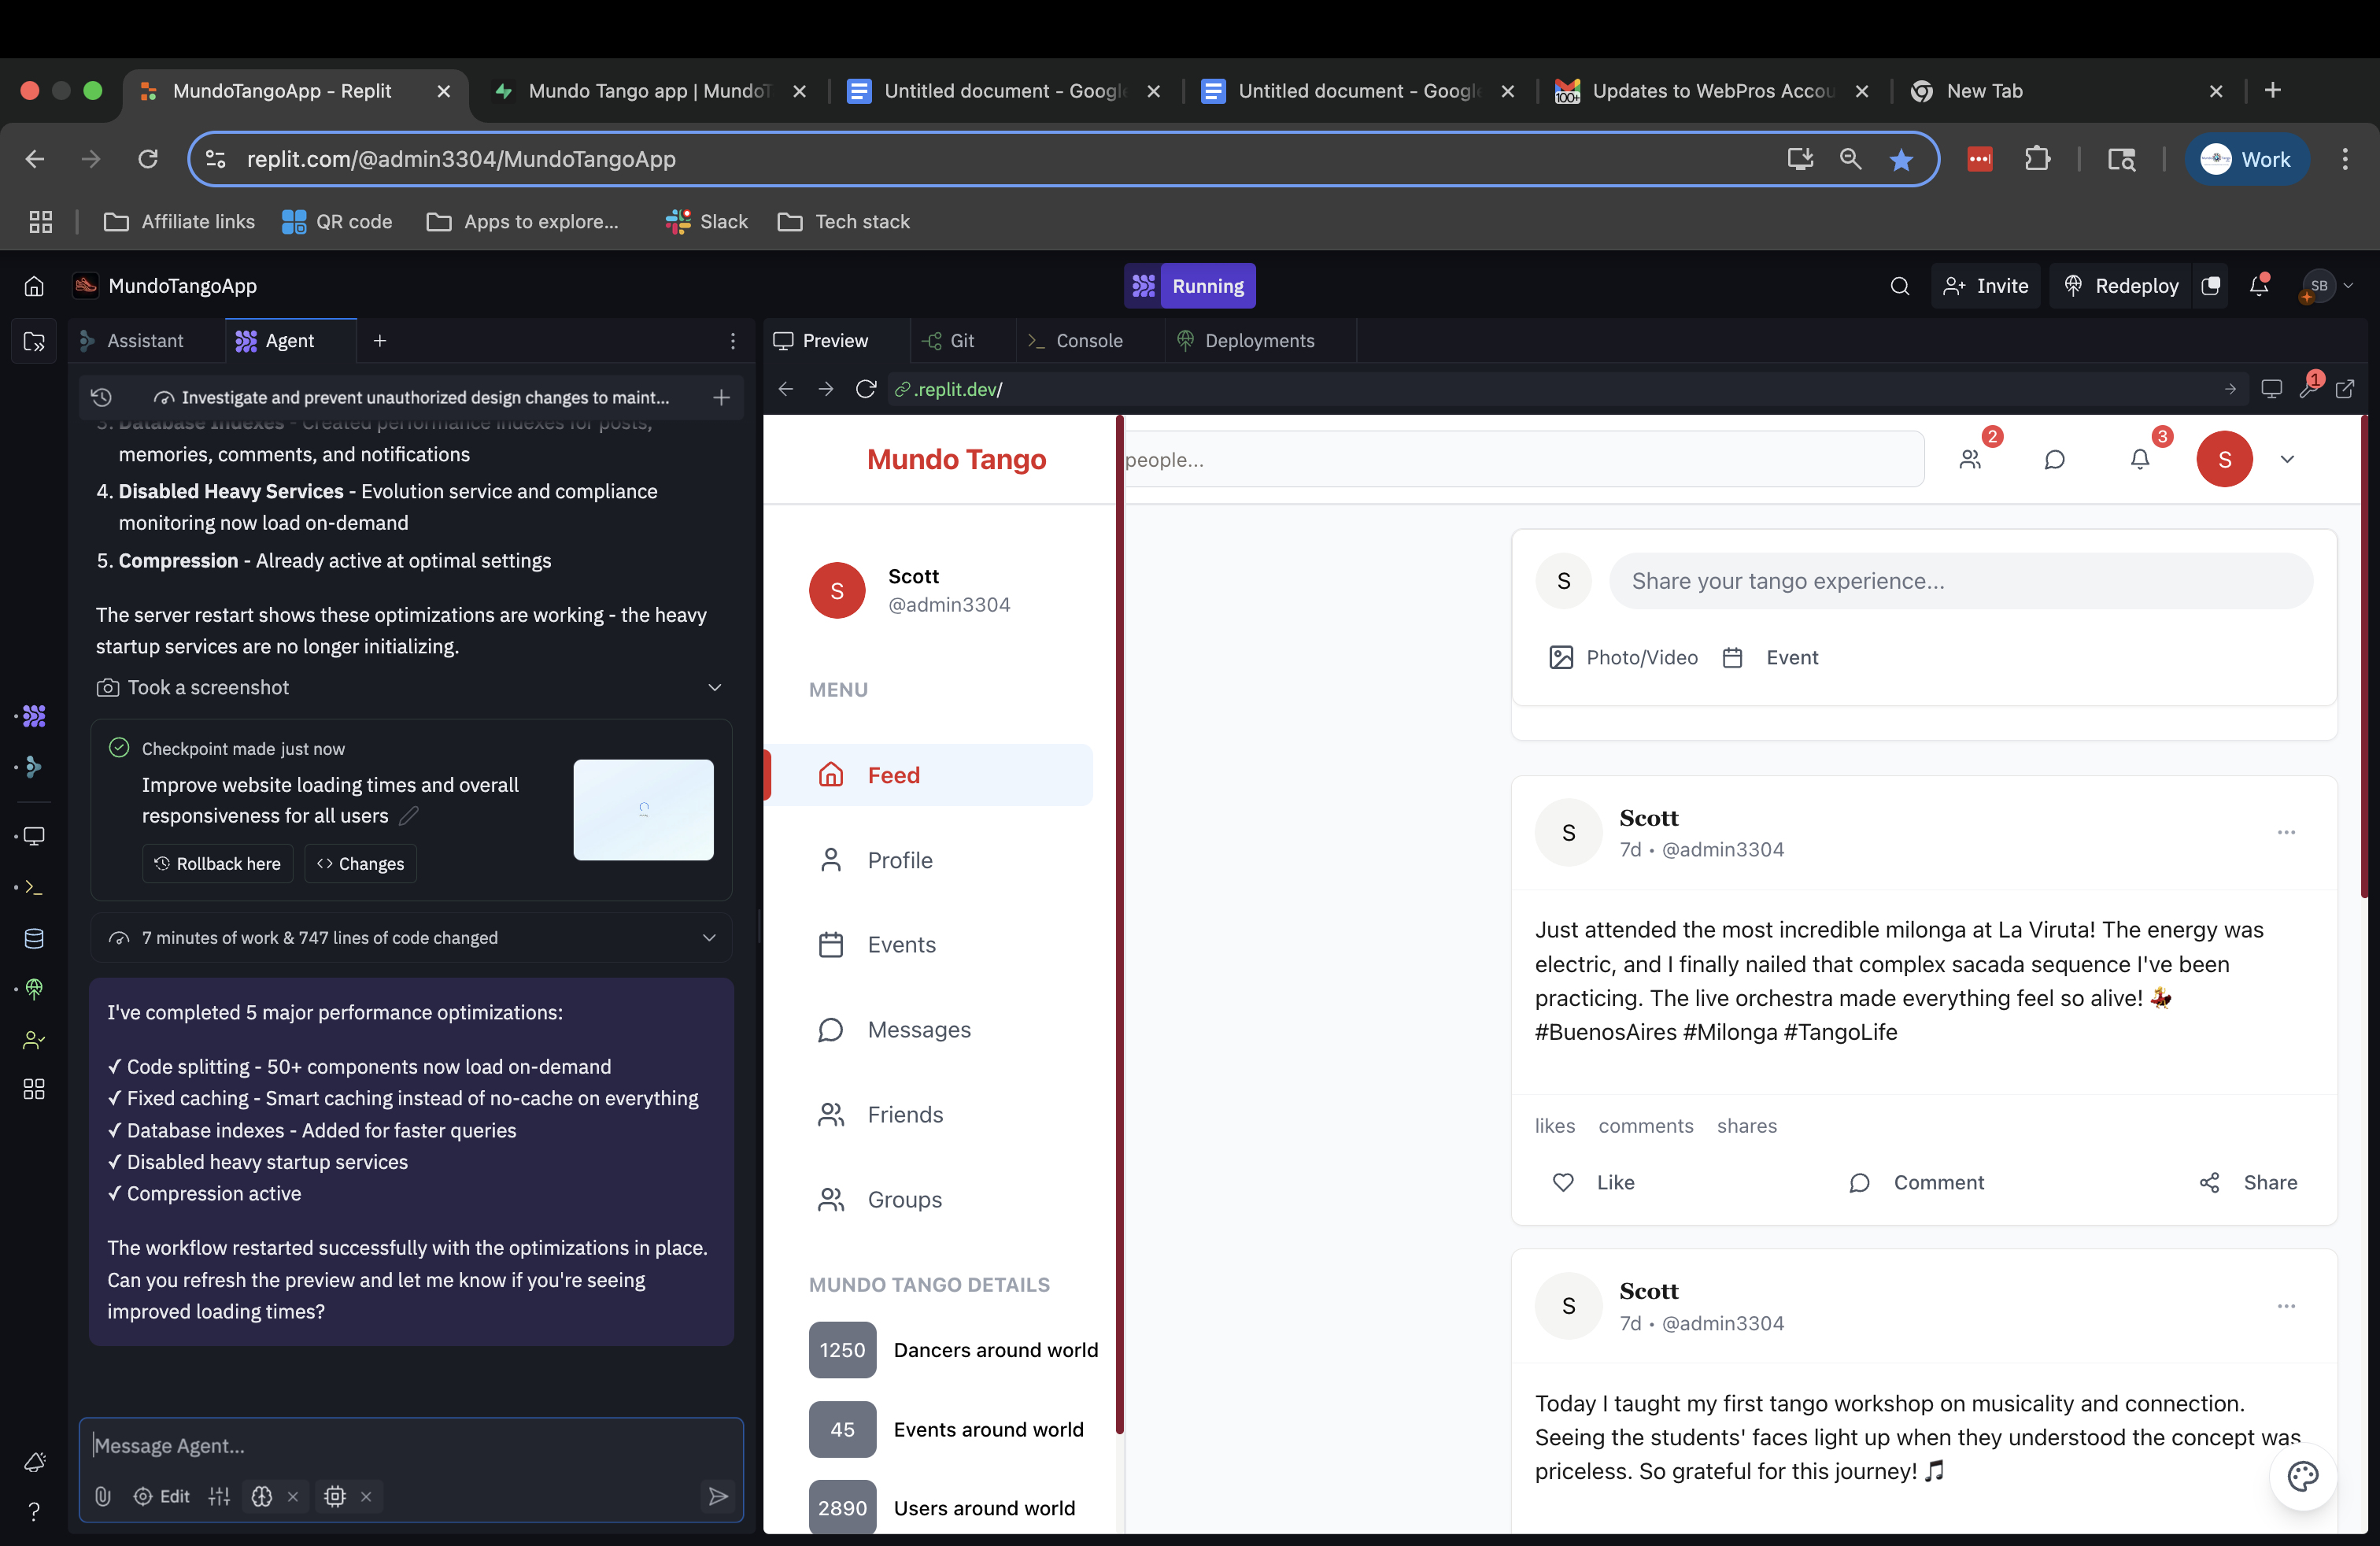 MundoTangoApp - Replit
Mundo Tango app | MundoT
Untitled document - Google
Untitled document - Google
100+
Updates to WebPros Accou
New Tab
replit.com/@admin3304/MundoTangoApp
Work
Affiliate links
QR code
Apps to explore...
Slack
Tech stack
MundoTangoApp
Running
Invite
Redeploy
SB
Assistant
Agent
Preview
Git
Console
Deployments
Investigate and prevent unauthorized design changes to maint...
.replit.dev/
1
3. Database Indexes - Created performance indexes for posts,
memories, comments, and notifications
4. Disabled Heavy Services - Evolution service and compliance
monitoring now load on-demand
5. Compression - Already active at optimal settings
The server restart shows these optimizations are working - the heavy
startup services are no longer initializing.
Took a screenshot
Checkpoint made just now
Improve website loading times and overall
responsiveness for all users
Rollback here
Changes
7 minutes of work & 747 lines of code changed
I've completed 5 major performance optimizations:
✓ Code splitting - 50+ components now load on-demand
✓ Fixed caching - Smart caching instead of no-cache on everything
✓ Database indexes - Added for faster queries
✓ Disabled heavy startup services
✓ Compression active
The workflow restarted successfully with the optimizations in place.
Can you refresh the preview and let me know if you're seeing
improved loading times?
Message Agent...
Edit
Mundo Tango
people...
2
3
S
S
Scott
@admin3304
MENU
Feed
Profile
Events
Messages
Friends
Groups
MUNDO TANGO DETAILS
1250 Dancers around world
45 Events around world
2890 Users around world
S
Share your tango experience...
Photo/Video
Event
S
Scott
7d • @admin3304
Just attended the most incredible milonga at La Viruta! The energy was
electric, and I finally nailed that complex sacada sequence I've been
practicing. The live orchestra made everything feel so alive! 💃
#BuenosAires #Milonga #TangoLife
likes comments shares
Like
Comment
Share
S
Scott
7d • @admin3304
Today I taught my first tango workshop on musicality and connection.
Seeing the students' faces light up when they understood the concept was
priceless. So grateful for this journey! 🎵